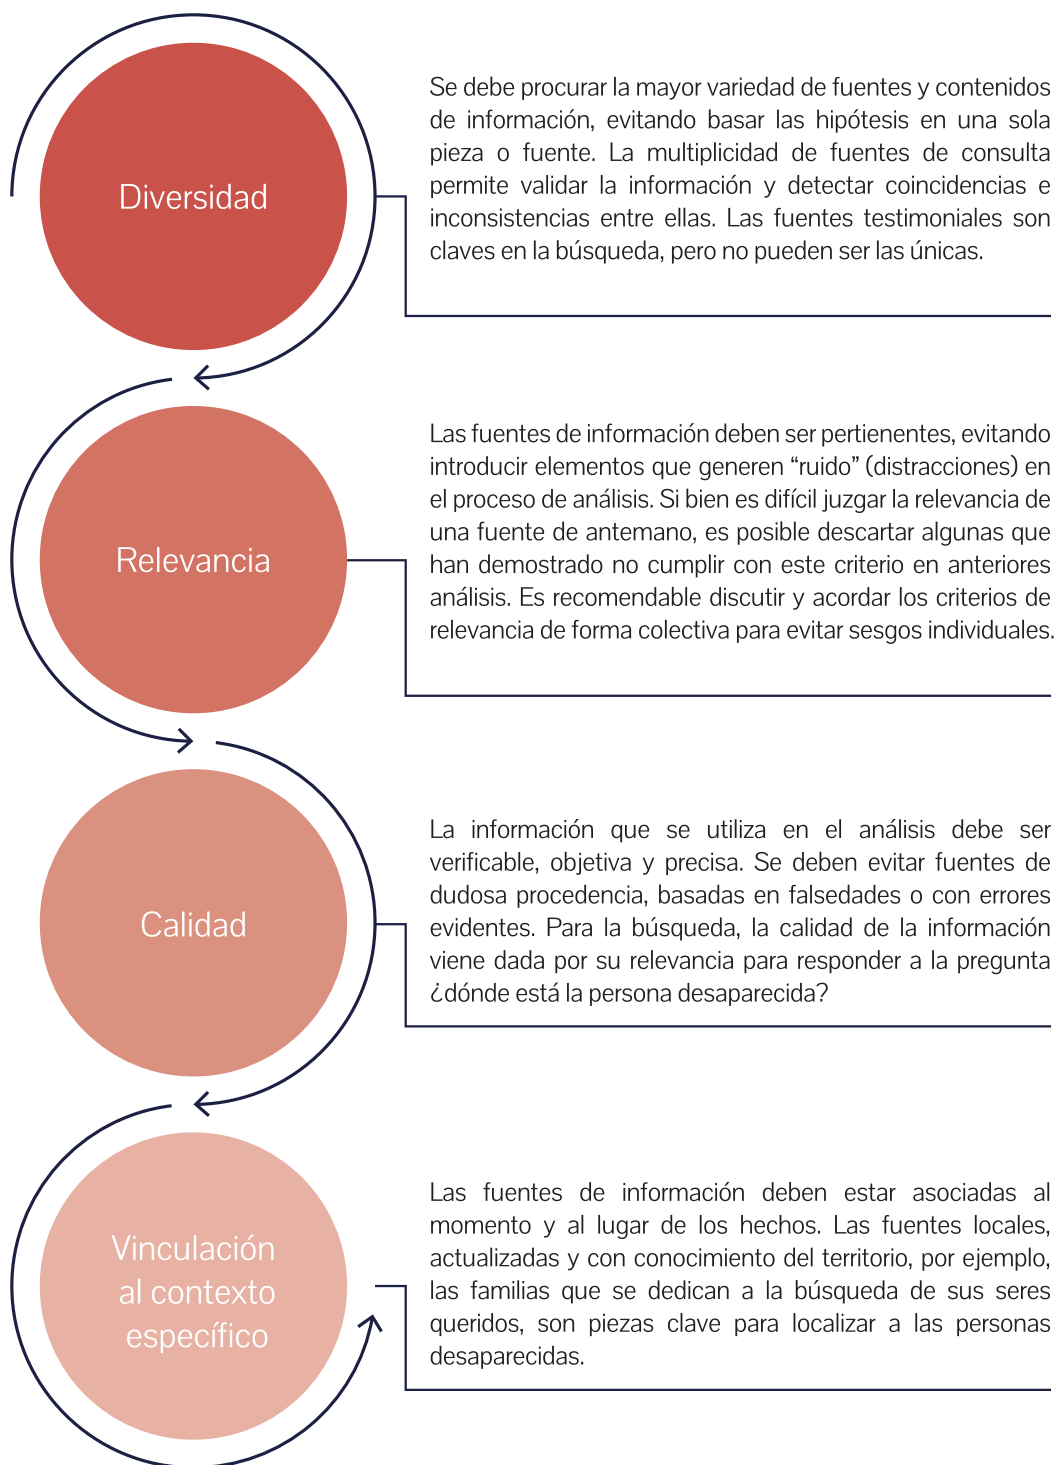 Diversidad
Se debe procurar la mayor variedad de fuentes y contenidos
de información, evitando basar las hipótesis en una sola
pieza o fuente. La multiplicidad de fuentes de consulta
permite validar la información y detectar coincidencias e
inconsistencias entre ellas. Las fuentes testimoniales son
claves en la búsqueda, pero no pueden ser las únicas.
Relevancia
Las fuentes de información deben ser pertienentes, evitando
introducir elementos que generen “ruido” (distracciones) en
el proceso de análisis. Si bien es difícil juzgar la relevancia de
una fuente de antemano, es posible descartar algunas que
han demostrado no cumplir con este criterio en anteriores
análisis. Es recomendable discutir y acordar los criterios de
relevancia de forma colectiva para evitar sesgos individuales.
Calidad
La información que se utiliza en el análisis debe ser
verificable, objetiva y precisa. Se deben evitar fuentes de
dudosa procedencia, basadas en falsedades o con errores
evidentes. Para la búsqueda, la calidad de la información
viene dada por su relevancia para responder a la pregunta
¿dónde está la persona desaparecida?
Vinculación
al contexto
específico
Las fuentes de información deben estar asociadas al
momento y al lugar de los hechos. Las fuentes locales,
actualizadas y con conocimiento del territorio, por ejemplo,
las familias que se dedican a la búsqueda de sus seres
queridos, son piezas clave para localizar a las personas
desaparecidas.